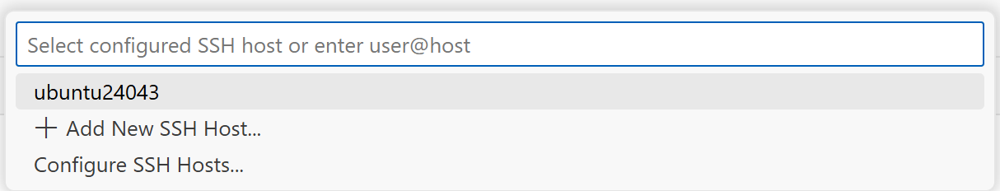 Select configured SSH host or enter user@host
ubuntu24043
+ Add New SSH Host...
Configure SSH Hosts...